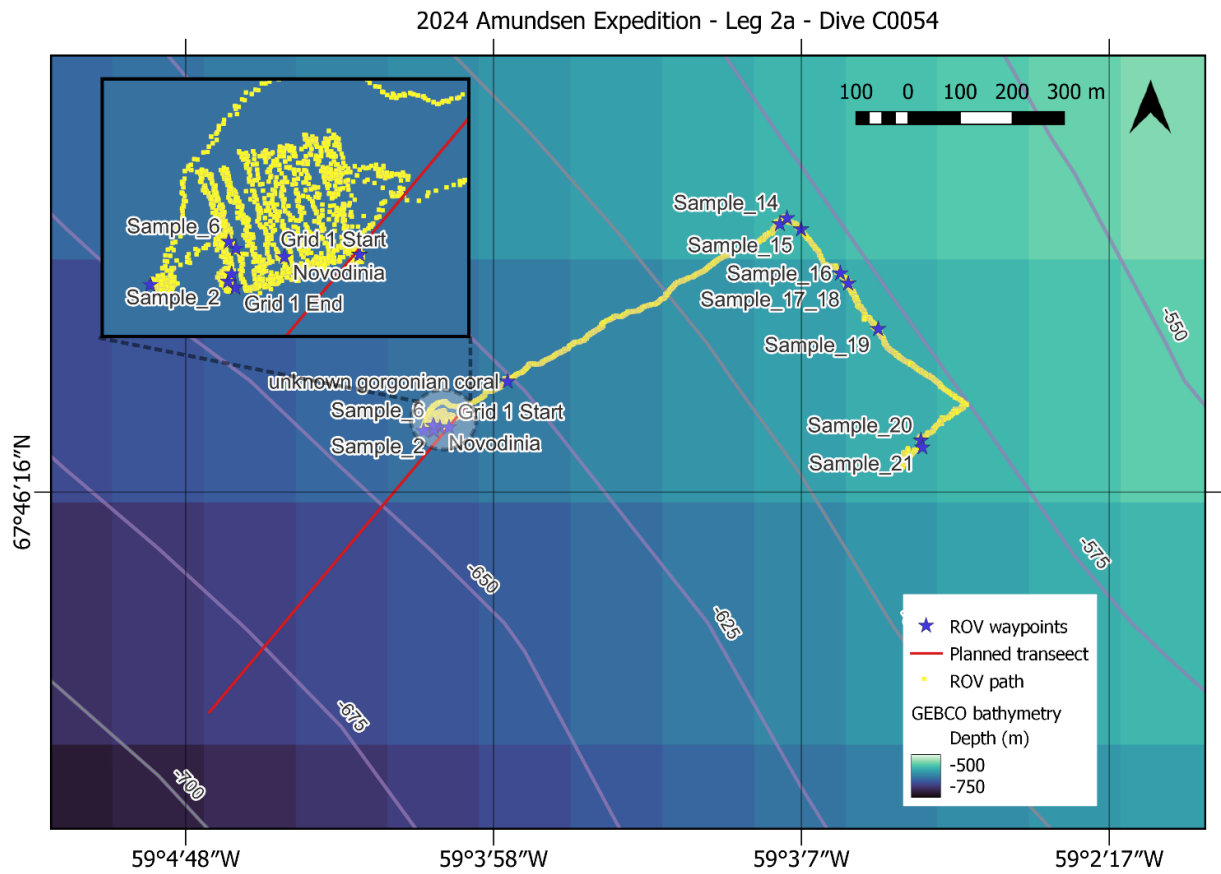 2024 Amundsen Expedition - Leg 2a - Dive C0054
100 0 100 200 300 m
Sample_6
Grid 1 Start
Novodinia
Sample_2
Grid 1 End
Sample_14
Sample_15
Sample_16
Sample_17_18
Sample_19
unknown gorgonian coral
Sample_6
Grid 1 Start
Sample_2
Novodinia
Sample_20
Sample_21
-550
-575
-625
-650
-675
-700
67°46′16″N
ROV waypoints
Planned transeect
ROV path
GEBCO bathymetry
Depth (m)
-500
-750
59°4′48″W 59°3′58″W 59°3′7″W 59°2′17″W